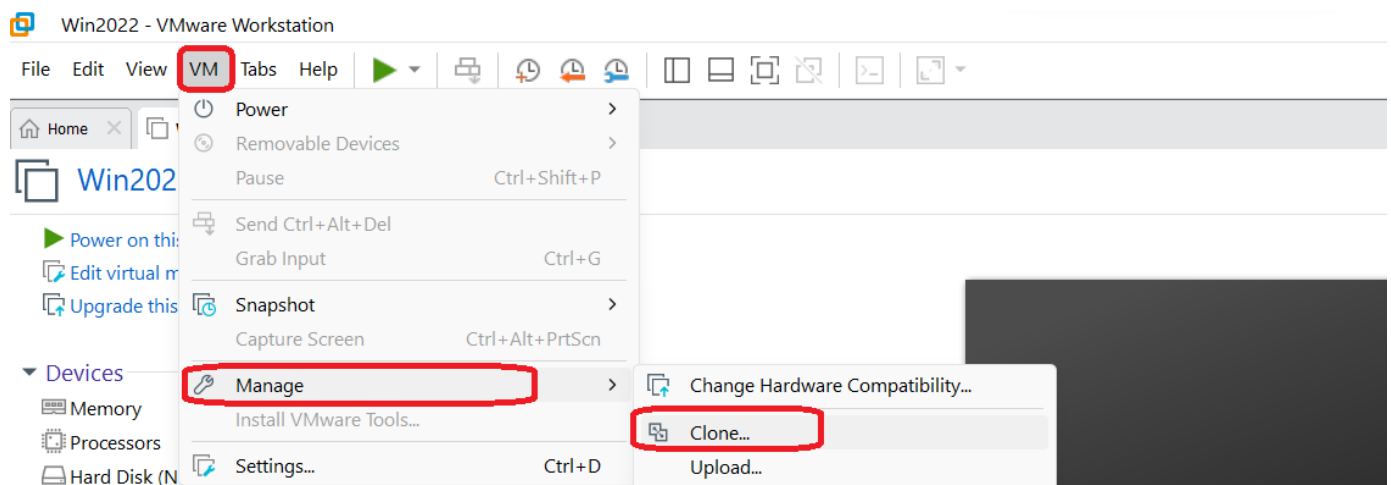 Win2022 - VMware Workstation
File Edit View VM Tabs Help
Home
Power
Removable Devices
Pause Ctrl+Shift+P
Send Ctrl+Alt+Del
Grab Input Ctrl+G
Snapshot
Capture Screen Ctrl+Alt+PrtScn
Manage
Install VMware Tools...
Settings... Ctrl+D
Change Hardware Compatibility...
Clone...
Upload...
Win202
Power on this
Edit virtual m
Upgrade this
Devices
Memory
Processors
Hard Disk (N